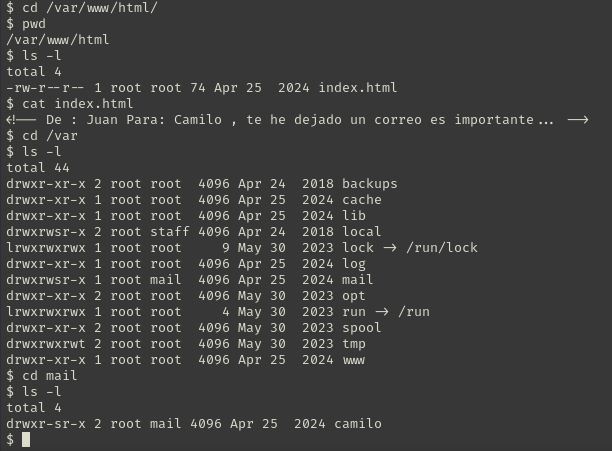 $ cd /var/www/html/
$ pwd
/var/www/html
$ ls -l
total 4
-rw-r--r-- 1 root root 74 Apr 25  2024 index.html
$ cat index.html
<!-- De : Juan Para: Camilo , te he dejado un correo es importante... -->
$ cd /var
$ ls -l
total 44
drwxr-xr-x 2 root root  4096 Apr 24  2018 backups
drwxr-xr-x 1 root root  4096 Apr 25  2024 cache
drwxr-xr-x 1 root root  4096 Apr 25  2024 lib
drwxrwsr-x 2 root staff 4096 Apr 24  2018 local
lrwxrwxrwx 1 root root     9 May 30  2023 lock -> /run/lock
drwxr-xr-x 1 root root  4096 Apr 25  2024 log
drwxrwsr-x 1 root mail  4096 Apr 25  2024 mail
drwxr-xr-x 2 root root  4096 May 30  2023 opt
lrwxrwxrwx 1 root root     4 May 30  2023 run -> /run
drwxr-xr-x 2 root root  4096 May 30  2023 spool
drwxrwxrwt 2 root root  4096 May 30  2023 tmp
drwxr-xr-x 1 root root  4096 Apr 25  2024 www
$ cd mail
$ ls -l
total 4
drwxr-sr-x 2 root mail 4096 Apr 25  2024 camilo
$